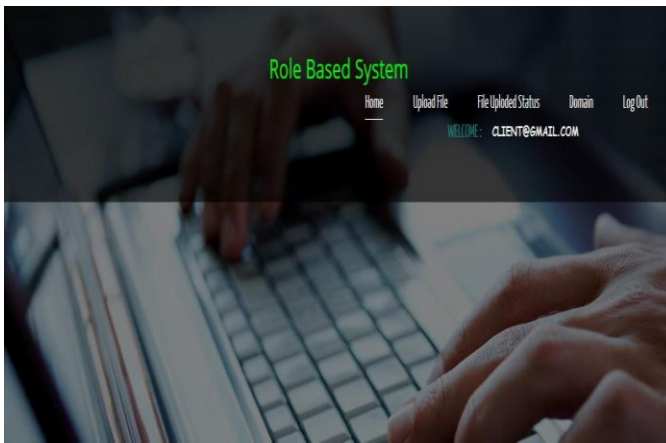 Role Based System
Home Upload File File Uploded Status Domain Log Out
WELCOME : CLIENT@GMAIL.COM